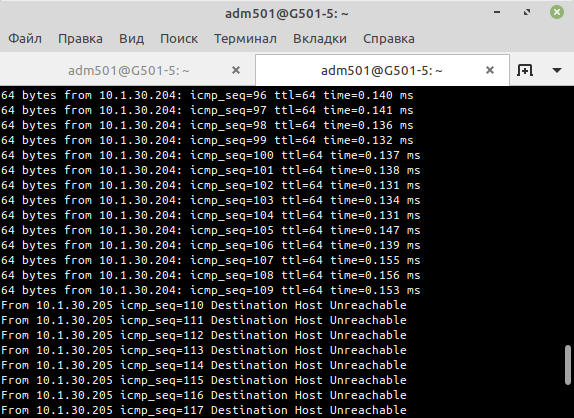 adm501@G501-5: ~
Файл Правка Вид Поиск Терминал Вкладки Справка
adm501@G501-5: ~ adm501@G501-5: ~
64 bytes from 10.1.30.204: icmp_seq=96 ttl=64 time=0.140 ms
64 bytes from 10.1.30.204: icmp_seq=97 ttl=64 time=0.141 ms
64 bytes from 10.1.30.204: icmp_seq=98 ttl=64 time=0.136 ms
64 bytes from 10.1.30.204: icmp_seq=99 ttl=64 time=0.132 ms
64 bytes from 10.1.30.204: icmp_seq=100 ttl=64 time=0.137 ms
64 bytes from 10.1.30.204: icmp_seq=101 ttl=64 time=0.138 ms
64 bytes from 10.1.30.204: icmp_seq=102 ttl=64 time=0.131 ms
64 bytes from 10.1.30.204: icmp_seq=103 ttl=64 time=0.134 ms
64 bytes from 10.1.30.204: icmp_seq=104 ttl=64 time=0.131 ms
64 bytes from 10.1.30.204: icmp_seq=105 ttl=64 time=0.147 ms
64 bytes from 10.1.30.204: icmp_seq=106 ttl=64 time=0.139 ms
64 bytes from 10.1.30.204: icmp_seq=107 ttl=64 time=0.155 ms
64 bytes from 10.1.30.204: icmp_seq=108 ttl=64 time=0.156 ms
64 bytes from 10.1.30.204: icmp_seq=109 ttl=64 time=0.153 ms
From 10.1.30.205 icmp_seq=110 Destination Host Unreachable
From 10.1.30.205 icmp_seq=111 Destination Host Unreachable
From 10.1.30.205 icmp_seq=112 Destination Host Unreachable
From 10.1.30.205 icmp_seq=113 Destination Host Unreachable
From 10.1.30.205 icmp_seq=114 Destination Host Unreachable
From 10.1.30.205 icmp_seq=115 Destination Host Unreachable
From 10.1.30.205 icmp_seq=116 Destination Host Unreachable
From 10.1.30.205 icmp_seq=117 Destination Host Unreachable